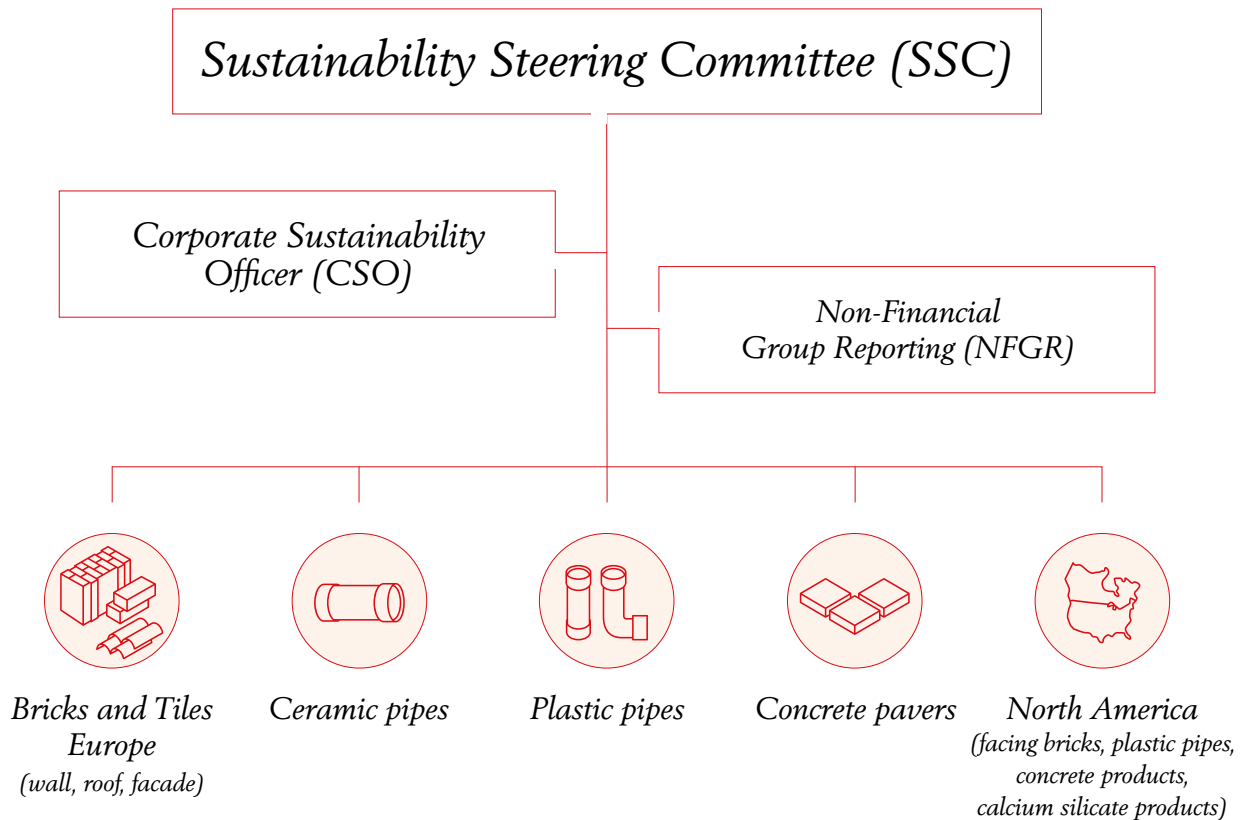 Sustainability Steering Committee (SSC)
Corporate Sustainability
Officer (CSO)
Non-Financial
Group Reporting (NFGR)
Bricks and Tiles
Europe
(wall, roof, facade)
Ceramic pipes
Plastic pipes
Concrete pavers
North America
(facing bricks, plastic pipes,
concrete products,
calcium silicate products)